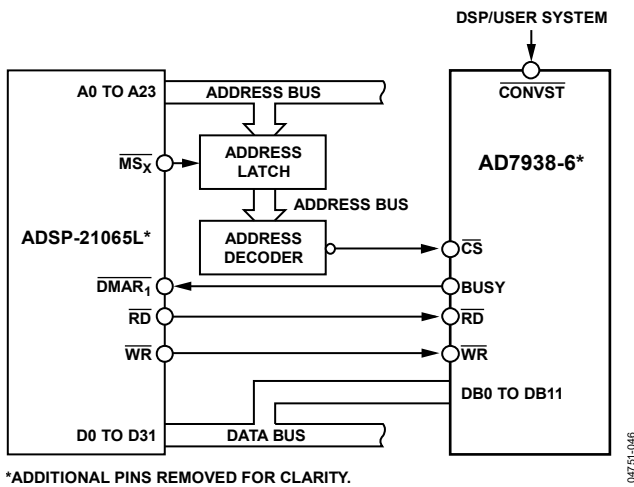 DSP/USER SYSTEM
A0 TO A23
ADDRESS BUS
CONVST
MSX
ADDRESS
LATCH
AD7938-6*
ADDRESS BUS
ADSP-21065L*
ADDRESS
DECODER
CS
DMAR1
BUSY
RD
RD
WR
WR
DB0 TO DB11
D0 TO D31
DATA BUS
*ADDITIONAL PINS REMOVED FOR CLARITY.
04751-046